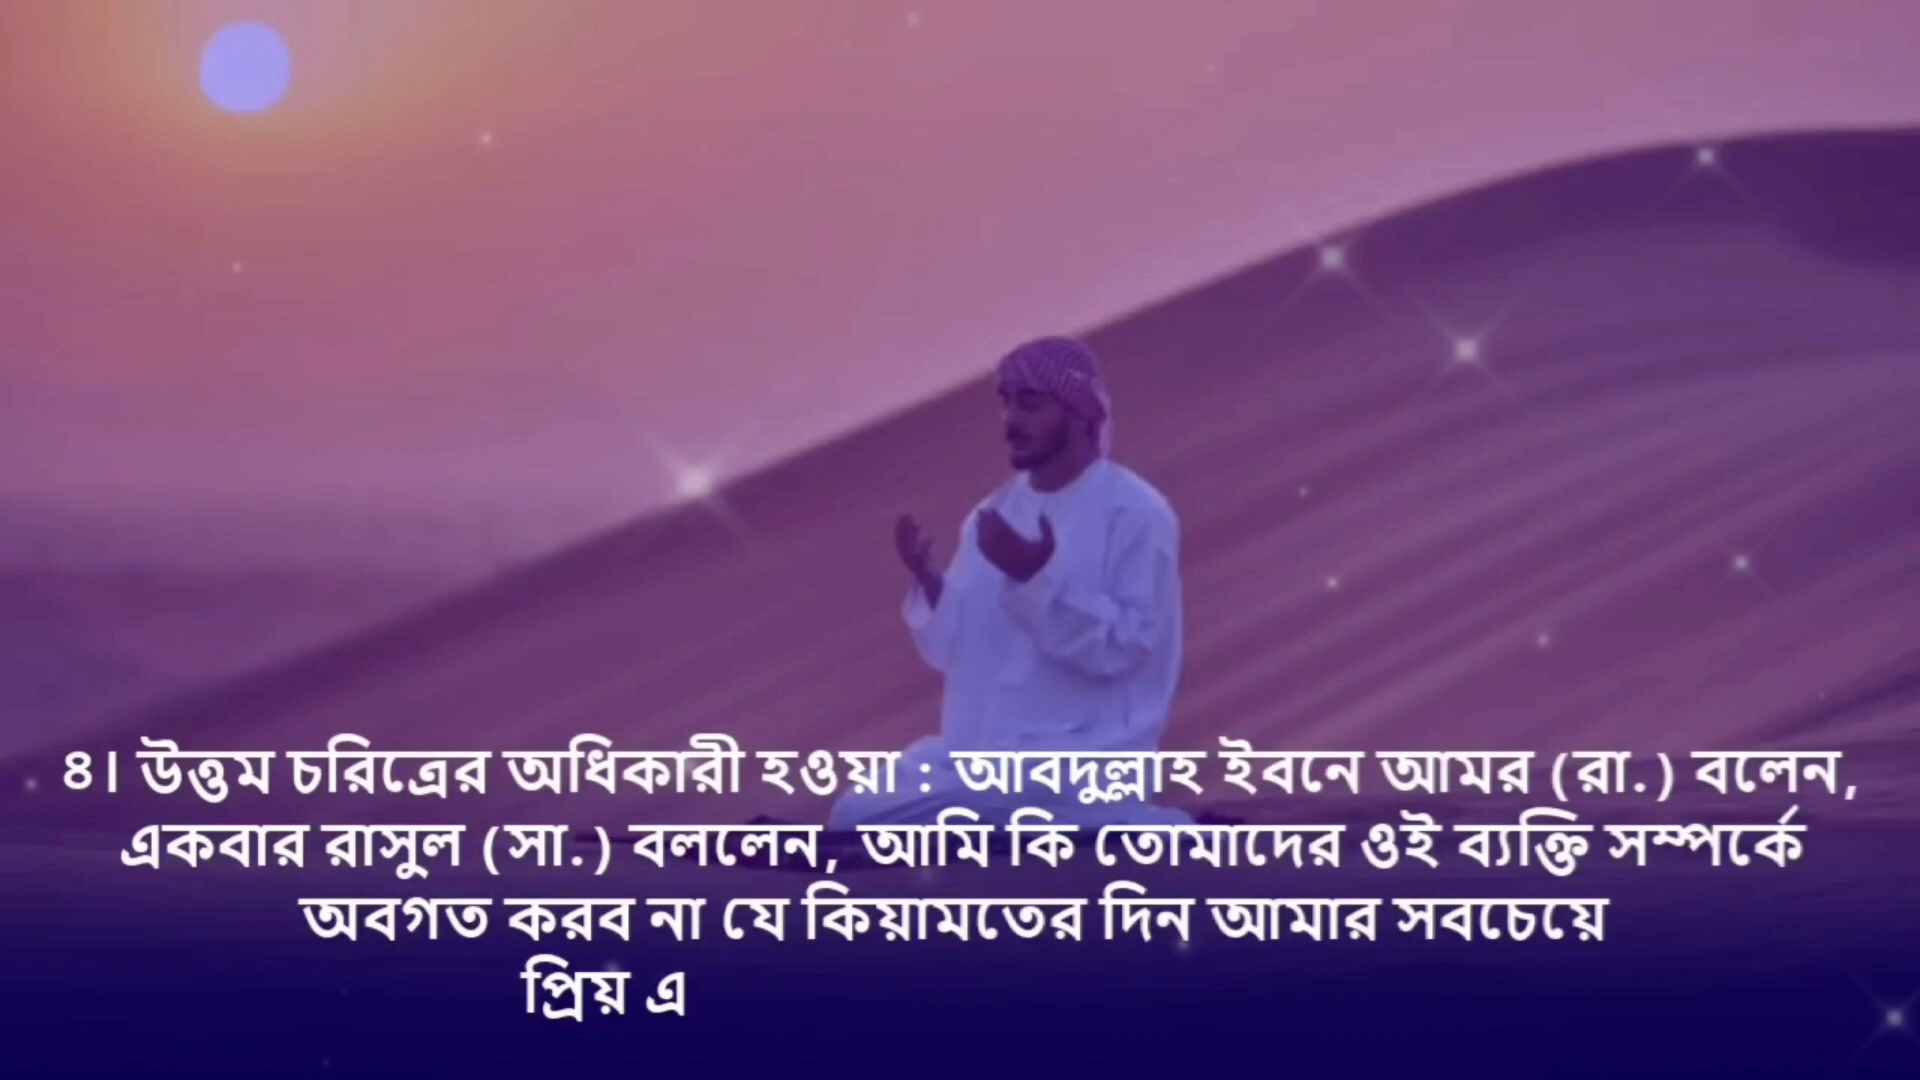 ৪। উত্তম চরিত্রের অধিকারী হওয়া : আবদুল্লাহ ইবনে আমর (রা.) বলেন,
একবার রাসুল (সা.) বললেন, আমি কি তোমাদের ওই ব্যক্তি সম্পর্কে
অবগত করব না যে কিয়ামতের দিন আমার সবচেয়ে
প্রিয় এ